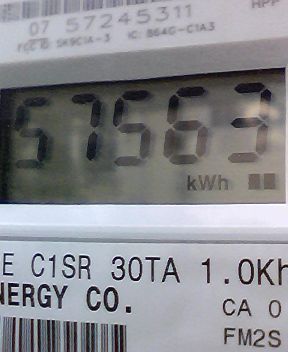 HPP
07 57245311
FCC ID: SK9C1A-3 IC: 864G-C1A3
57563
kWh
E C1SR 30TA 1.0Kh
NERGY CO.
CA 0
FM2S